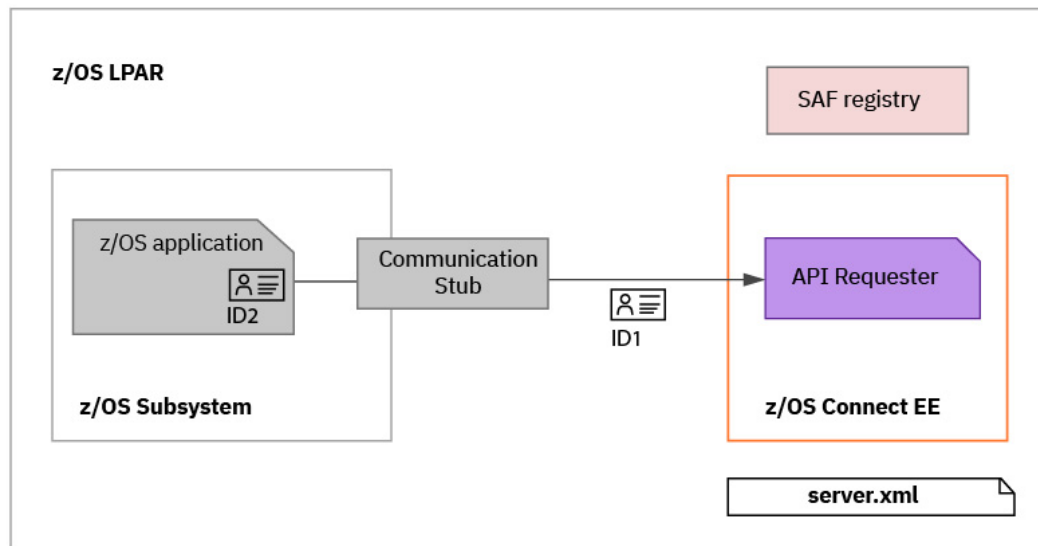 z/OS LPAR
SAF registry
z/OS application
ID2
Communication
Stub
ID1
API Requester
z/OS Subsystem
z/OS Connect EE
server.xml